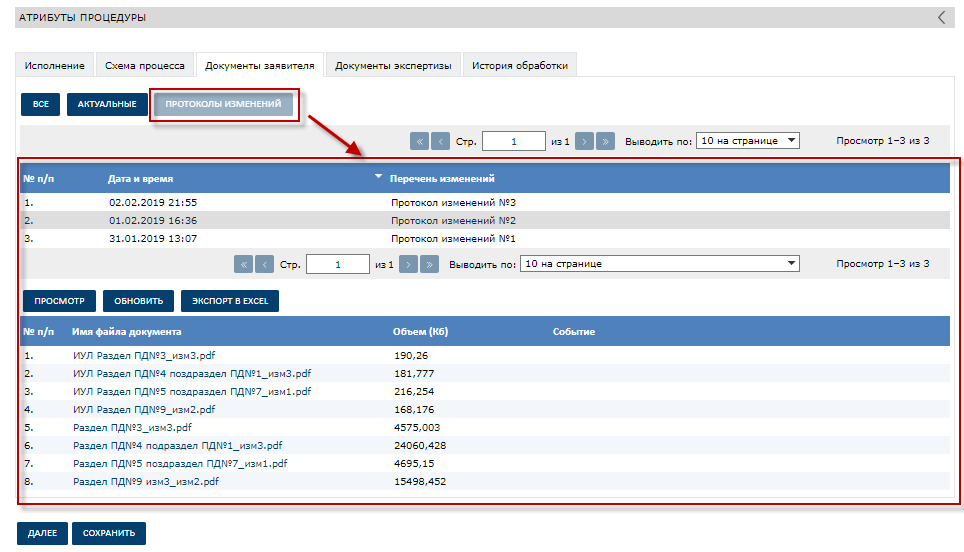 АТРИБУТЫ ПРОЦЕДУРЫ
Исполнение Схема процесса Документы заявителя Документы экспертизы История обработки
ВСЕ АКТУАЛЬНЫЕ ПРОТОКОЛЫ ИЗМЕНЕНИЙ
« ‹ Стр. 1 из 1 › » Выводить по: 10 на странице Просмотр 1–3 из 3
№ п/п Дата и время Перечень изменений
1. 02.02.2019 21:55 Протокол изменений №3
2. 01.02.2019 16:36 Протокол изменений №2
3. 31.01.2019 13:07 Протокол изменений №1
« ‹ Стр. 1 из 1 › » Выводить по: 10 на странице Просмотр 1–3 из 3
ПРОСМОТР ОБНОВИТЬ ЭКСПОРТ В EXCEL
№ п/п Имя файла документа Объем (Кб) Событие
1. ИУЛ Раздел ПД№3_изм3.pdf 190,26
2. ИУЛ Раздел ПД№4 поздраздел ПД№1_изм3.pdf 181,777
3. ИУЛ Раздел ПД№5 поздраздел ПД№7_изм1.pdf 216,254
4. ИУЛ Раздел ПД№9_изм2.pdf 168,176
5. Раздел ПД№3_изм3.pdf 4575,003
6. Раздел ПД№4 подраздел ПД№1_изм3.pdf 24060,428
7. Раздел ПД№5 поздраздел ПД№7_изм1.pdf 4695,15
8. Раздел ПД№9 изм3_изм2.pdf 15498,452
ДАЛЕЕ СОХРАНИТЬ